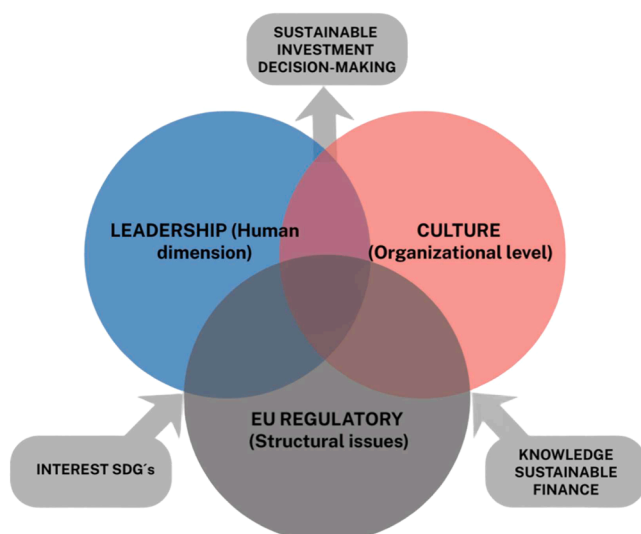 SUSTAINABLE
INVESTMENT
DECISION-MAKING
LEADERSHIP (Human
dimension)
CULTURE
(Organizational level)
EU REGULATORY
(Structural issues)
INTEREST SDG´s
KNOWLEDGE
SUSTAINABLE
FINANCE